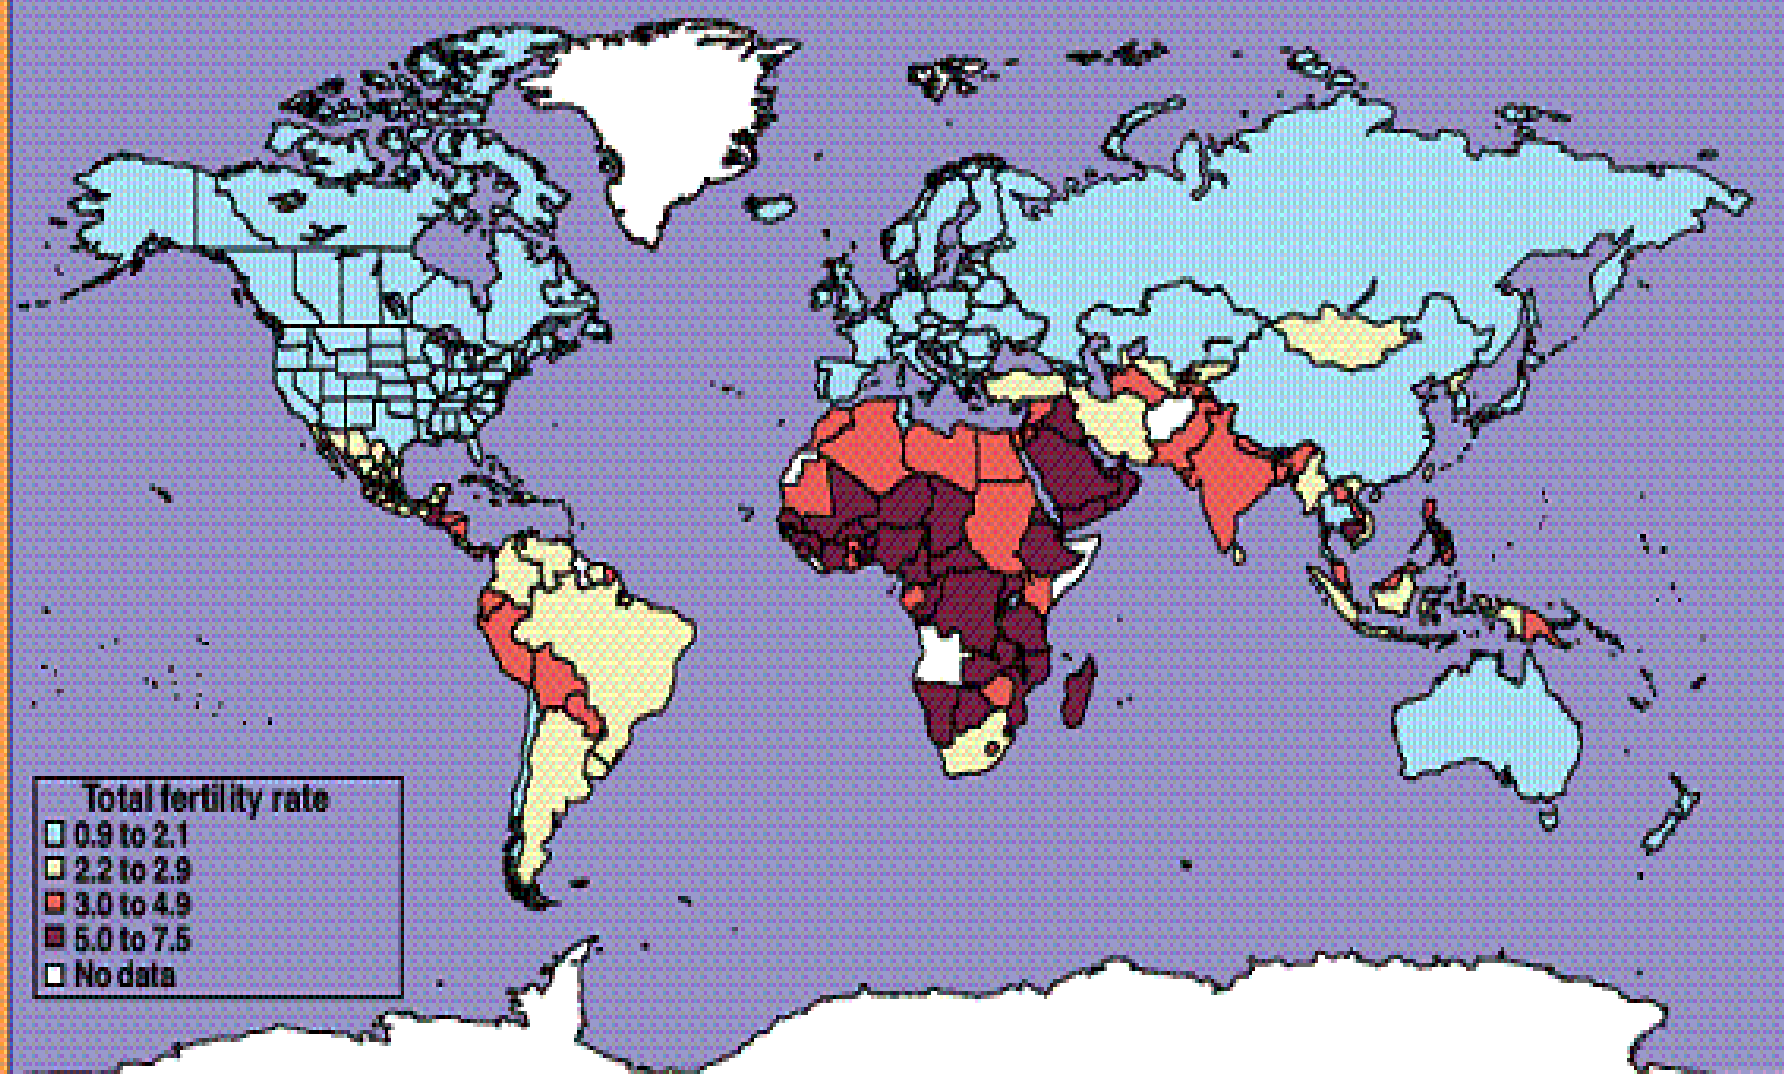 Total fertility rate
0.9 to 2.1
2.2 to 2.9
3.0 to 4.9
5.0 to 7.5
No data